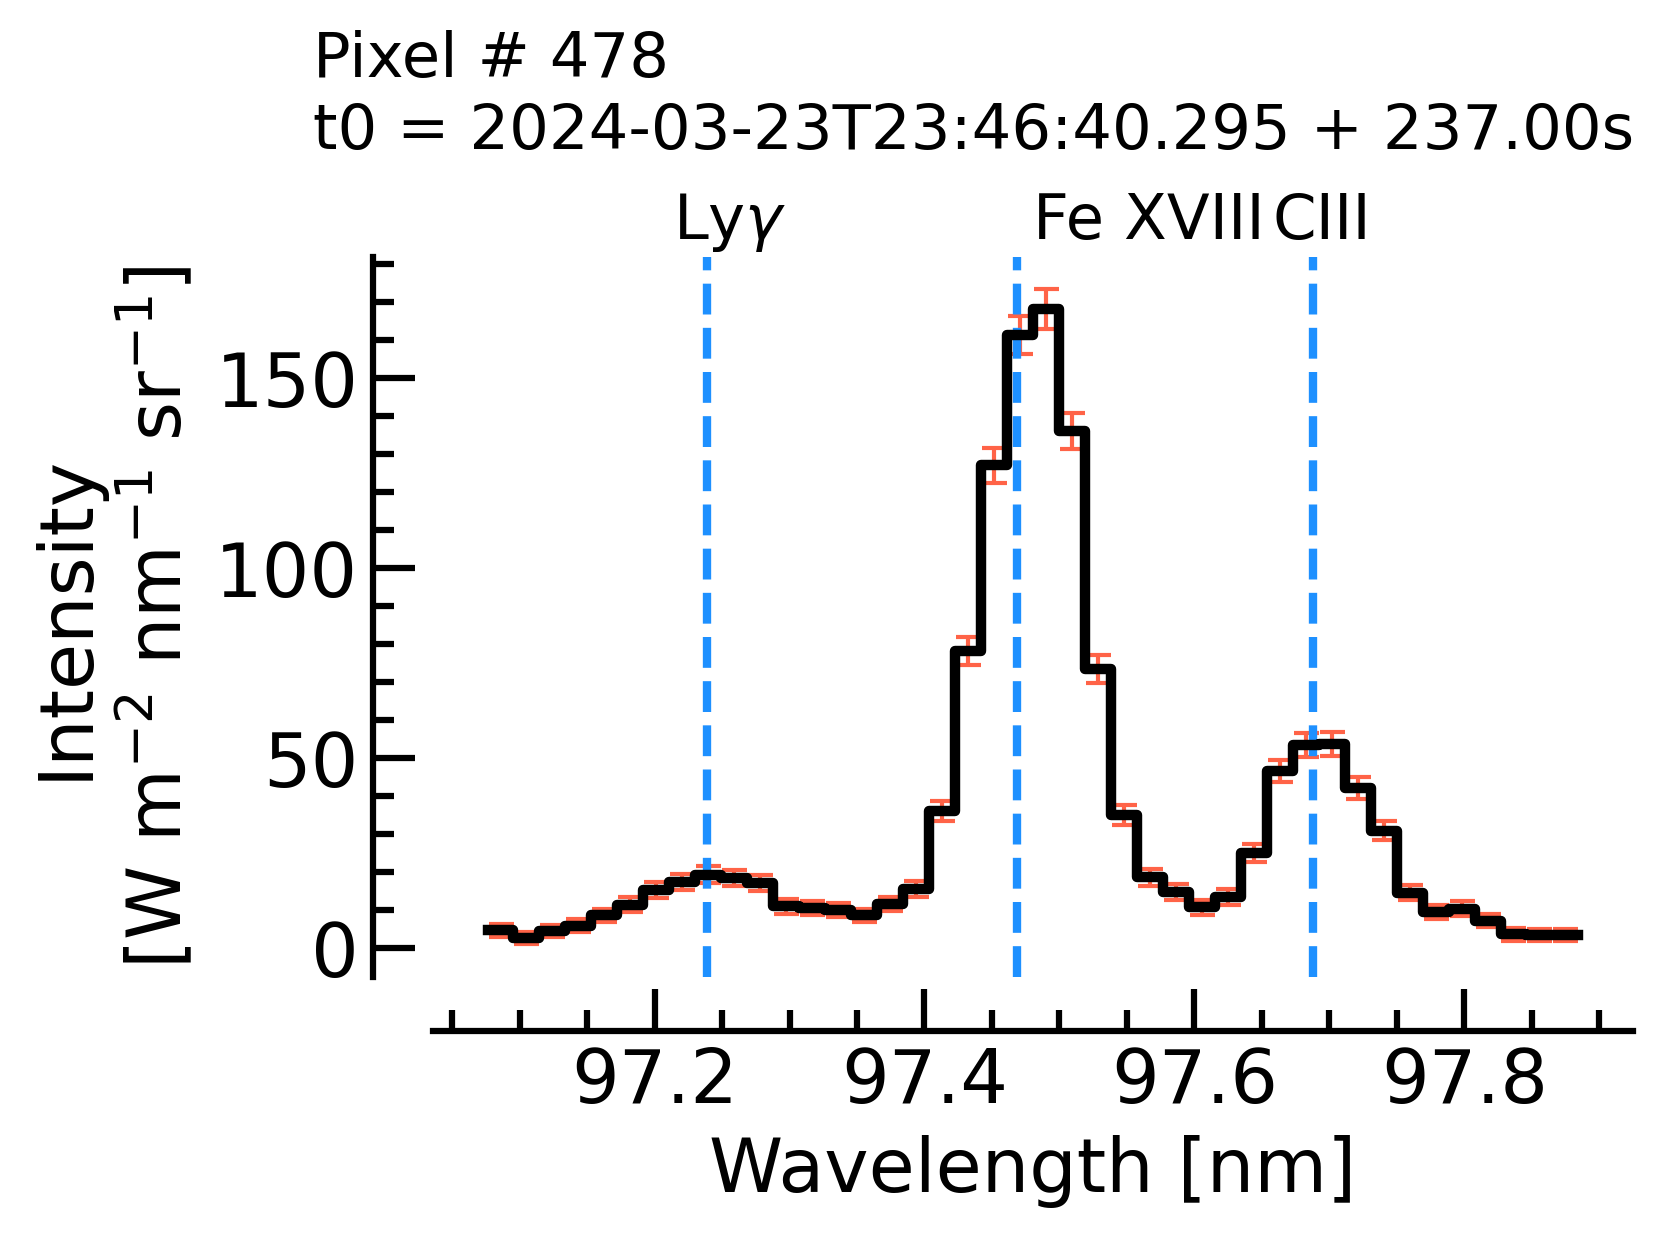 Pixel # 478
t0 = 2024-03-23T23:46:40.295 + 237.00s
Lyγ Fe XVIII CIII
Intensity
[W m⁻² nm⁻¹ sr⁻¹]
150
100
50
0
97.2 97.4 97.6 97.8
Wavelength [nm]